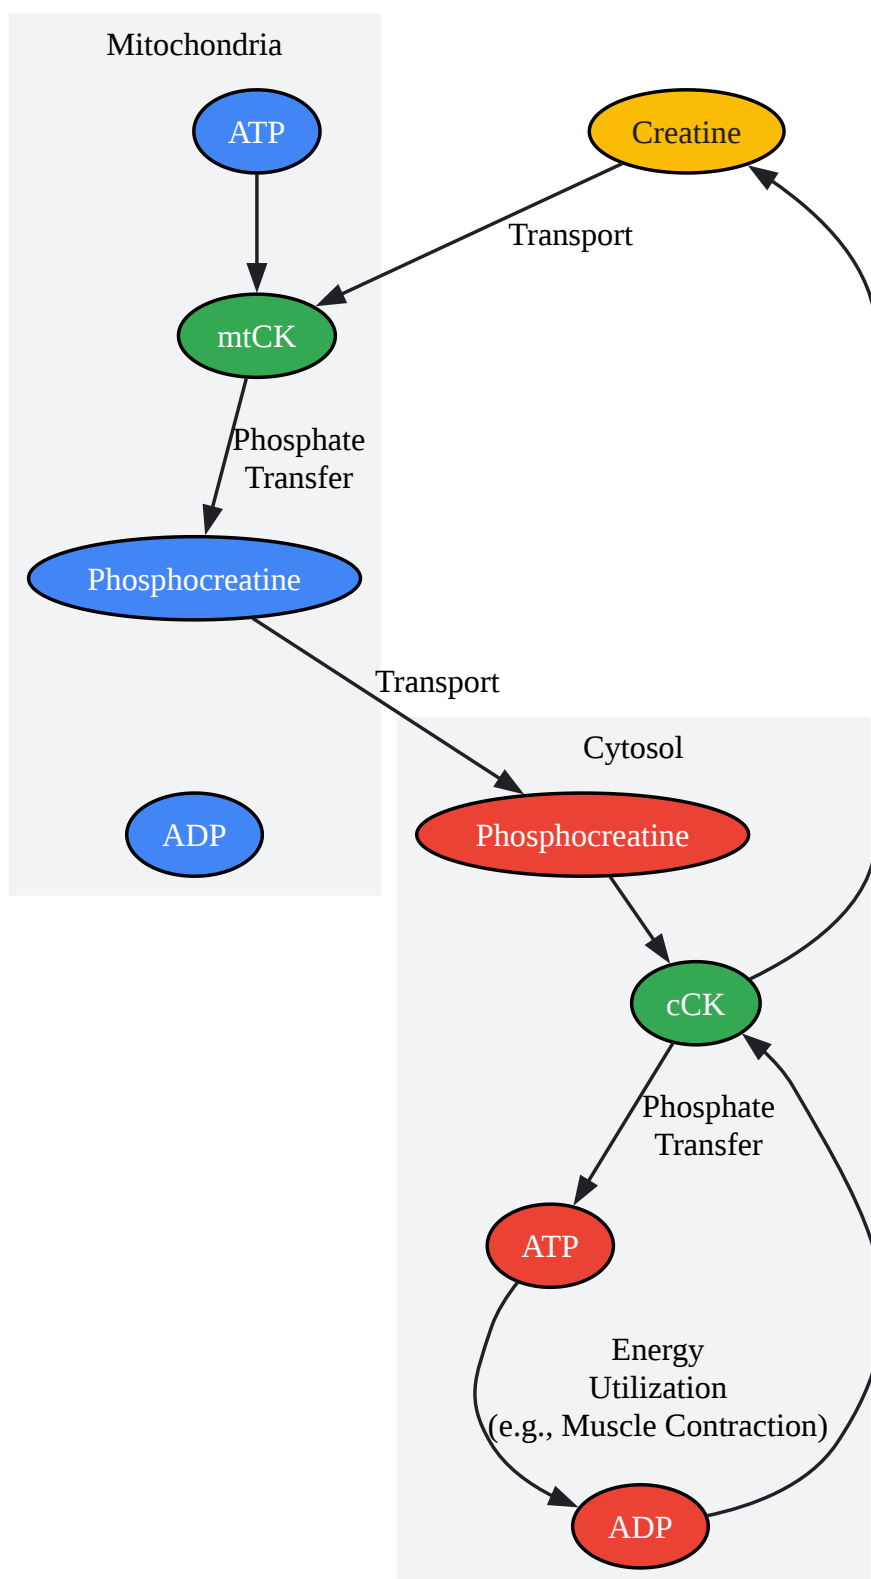 Mitochondria
ATP
Creatine
Transport
mtCK
Phosphate
Transfer
Phosphocreatine
Transport
Cytosol
ADP
Phosphocreatine
cCK
Phosphate
Transfer
ATP
Energy
Utilization
(e.g., Muscle Contraction)
ADP